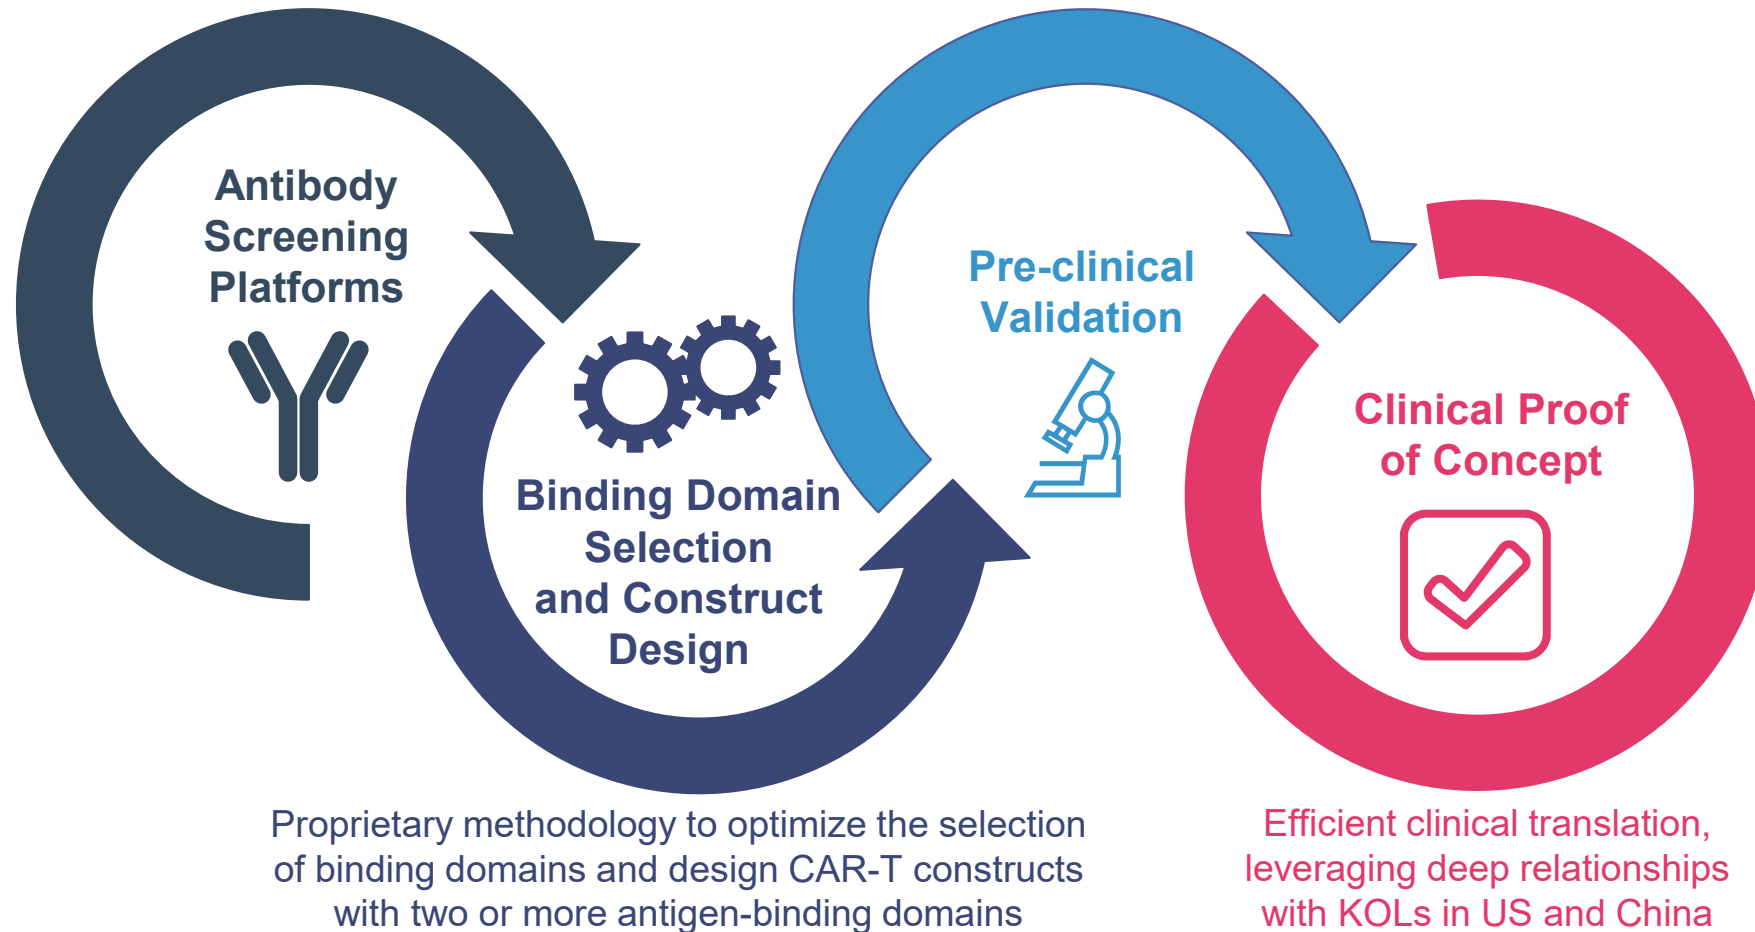 Antibody
Screening
Platforms
Binding Domain
Selection
and Construct
Design
Pre-clinical
Validation
Clinical Proof
of Concept
Proprietary methodology to optimize the selection
of binding domains and design CAR-T constructs
with two or more antigen-binding domains
Efficient clinical translation,
leveraging deep relationships
with KOLs in US and China